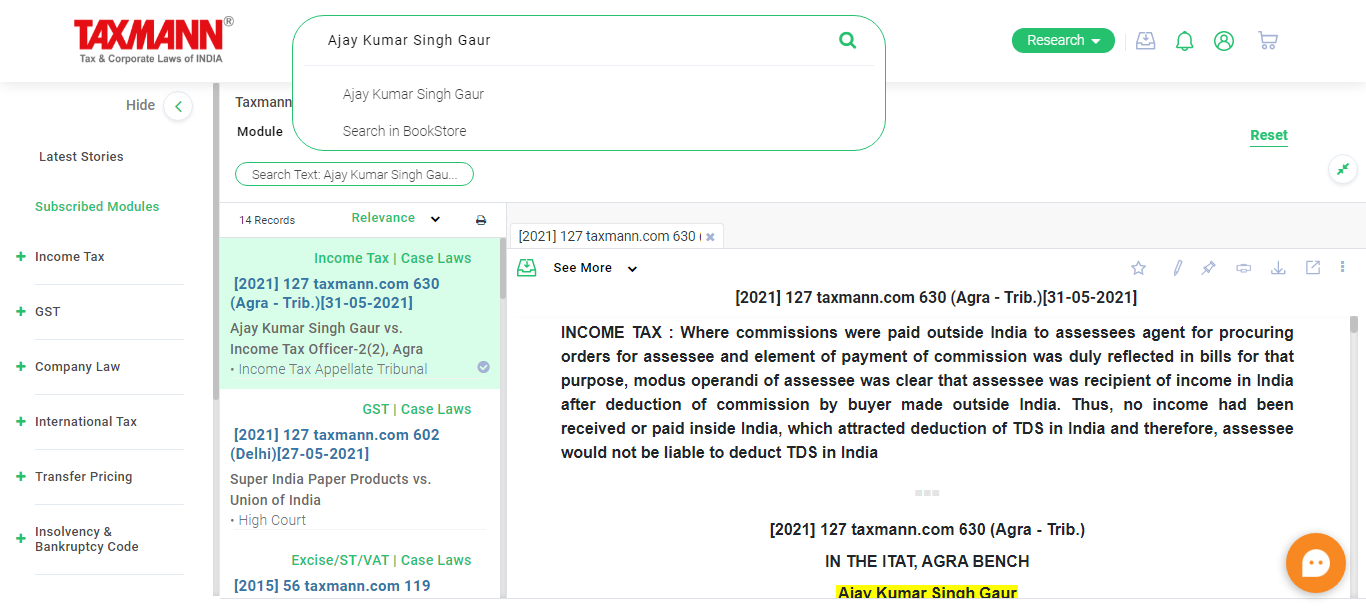 TAXMANN®
Tax & Corporate Laws of INDIA
Ajay Kumar Singh Gaur
Ajay Kumar Singh Gaur
Search in BookStore
Research
Hide
Latest Stories
Subscribed Modules
+ Income Tax
+ GST
+ Company Law
+ International Tax
+ Transfer Pricing
+ Insolvency &
Bankruptcy Code
Taxmann
Module
Reset
Search Text: Ajay Kumar Singh Gau...
14 Records
Relevance
Income Tax | Case Laws
[2021] 127 taxmann.com 630
(Agra - Trib.)[31-05-2021]
Ajay Kumar Singh Gaur vs.
Income Tax Officer-2(2), Agra
• Income Tax Appellate Tribunal
GST | Case Laws
[2021] 127 taxmann.com 602
(Delhi)[27-05-2021]
Super India Paper Products vs.
Union of India
• High Court
Excise/ST/VAT | Case Laws
[2015] 56 taxmann.com 119
[2021] 127 taxmann.com 630 (
See More
[2021] 127 taxmann.com 630 (Agra - Trib.)[31-05-2021]
INCOME TAX : Where commissions were paid outside India to assessees agent for procuring
orders for assessee and element of payment of commission was duly reflected in bills for that
purpose, modus operandi of assessee was clear that assessee was recipient of income in India
after deduction of commission by buyer made outside India. Thus, no income had been
received or paid inside India, which attracted deduction of TDS in India and therefore, assessee
would not be liable to deduct TDS in India
[2021] 127 taxmann.com 630 (Agra - Trib.)
IN THE ITAT, AGRA BENCH
Ajay Kumar Singh Gaur